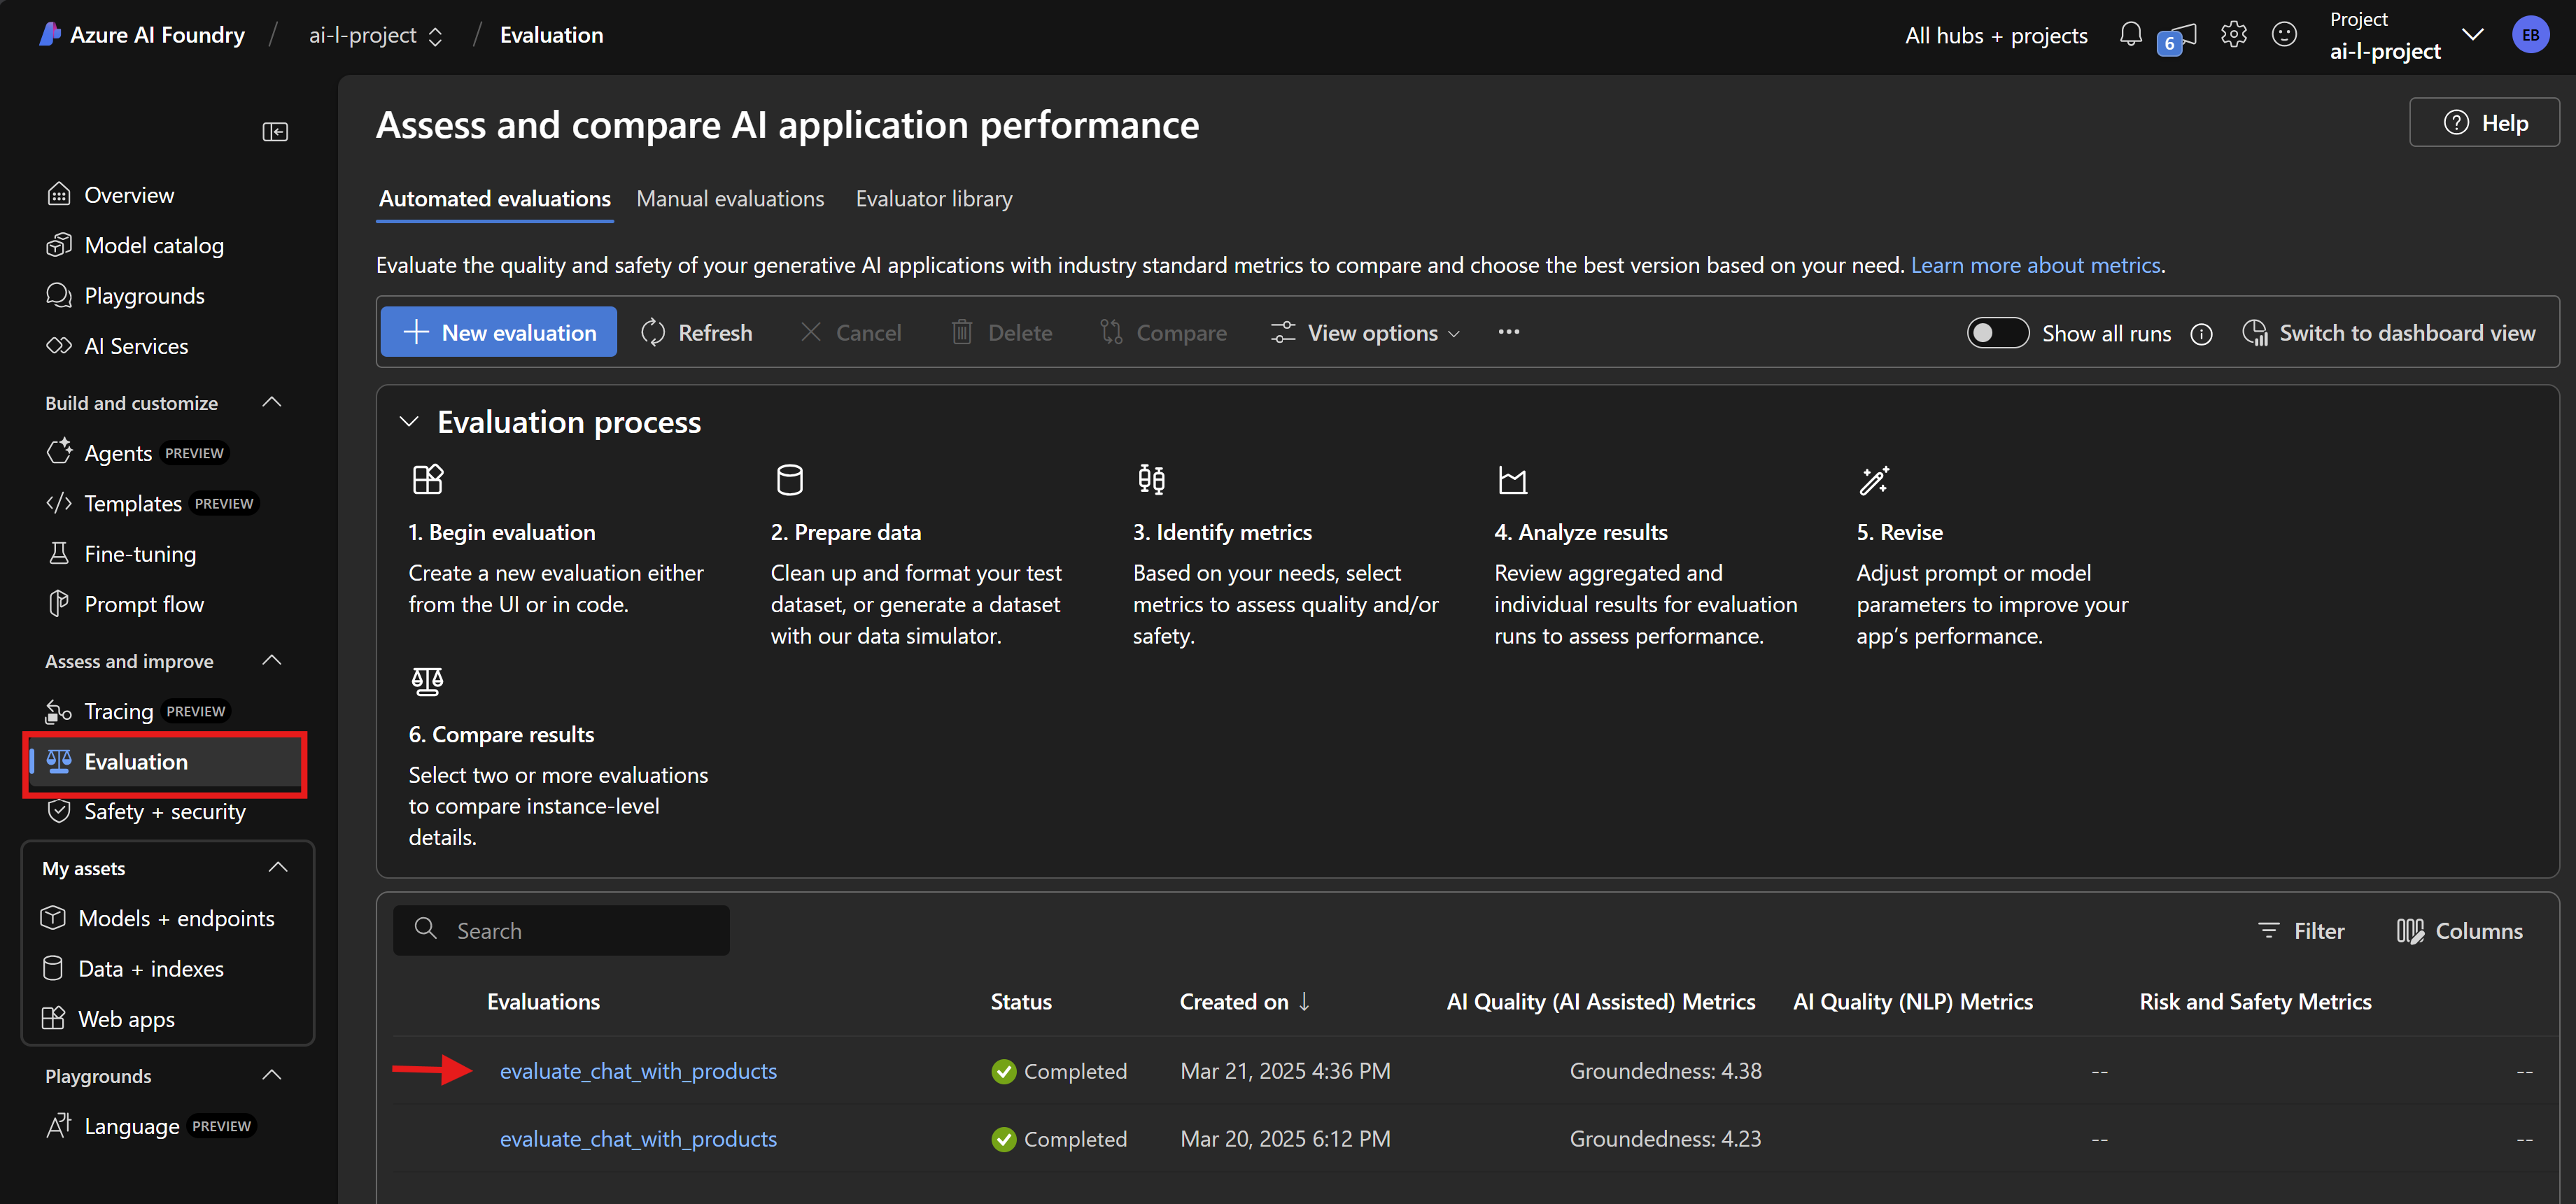 Azure AI Foundry / ai-l-project / Evaluation
All hubs + projects
6
Project
ai-l-project
EB
Overview
Model catalog
Playgrounds
AI Services
Build and customize
Agents PREVIEW
Templates PREVIEW
Fine-tuning
Prompt flow
Assess and improve
Tracing PREVIEW
Evaluation
Safety + security
My assets
Models + endpoints
Data + indexes
Web apps
Playgrounds
Language PREVIEW
Assess and compare AI application performance
Help
Automated evaluations Manual evaluations Evaluator library
Evaluate the quality and safety of your generative AI applications with industry standard metrics to compare and choose the best version based on your need. Learn more about metrics.
New evaluation Refresh Cancel Delete Compare View options ... Show all runs Switch to dashboard view
Evaluation process
1. Begin evaluation
Create a new evaluation either
from the UI or in code.
2. Prepare data
Clean up and format your test
dataset, or generate a dataset
with our data simulator.
3. Identify metrics
Based on your needs, select
metrics to assess quality and/or
safety.
4. Analyze results
Review aggregated and
individual results for evaluation
runs to assess performance.
5. Revise
Adjust prompt or model
parameters to improve your
app’s performance.
6. Compare results
Select two or more evaluations
to compare instance-level
details.
Search
Filter Columns
Evaluations Status Created on ↓ AI Quality (AI Assisted) Metrics AI Quality (NLP) Metrics Risk and Safety Metrics
evaluate_chat_with_products Completed Mar 21, 2025 4:36 PM Groundedness: 4.38 -- --
evaluate_chat_with_products Completed Mar 20, 2025 6:12 PM Groundedness: 4.23 -- --